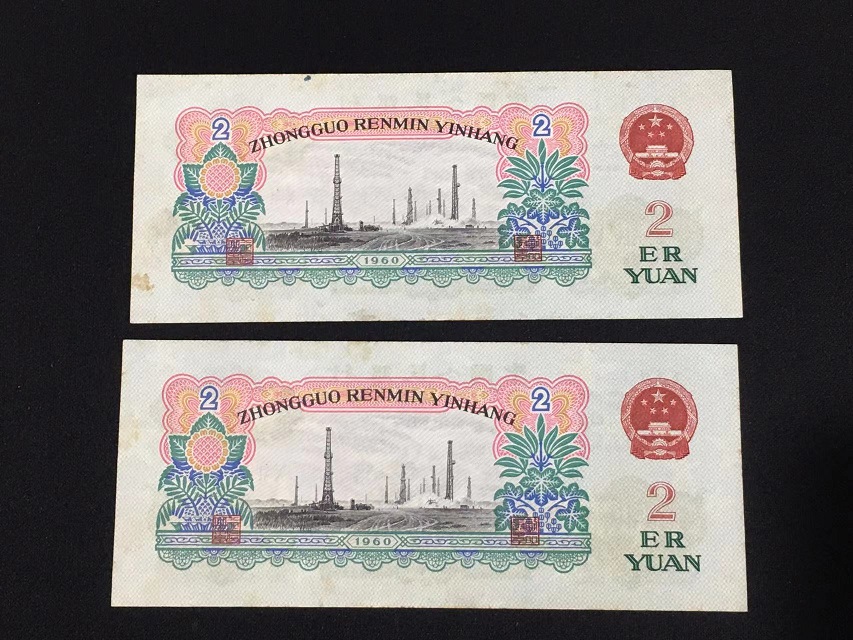 2 ZHONGGUO RENMIN YINHANG 2
2
ER
YUAN
1960
2 ZHONGGUO RENMIN YINHANG 2
2
ER
YUAN
1960